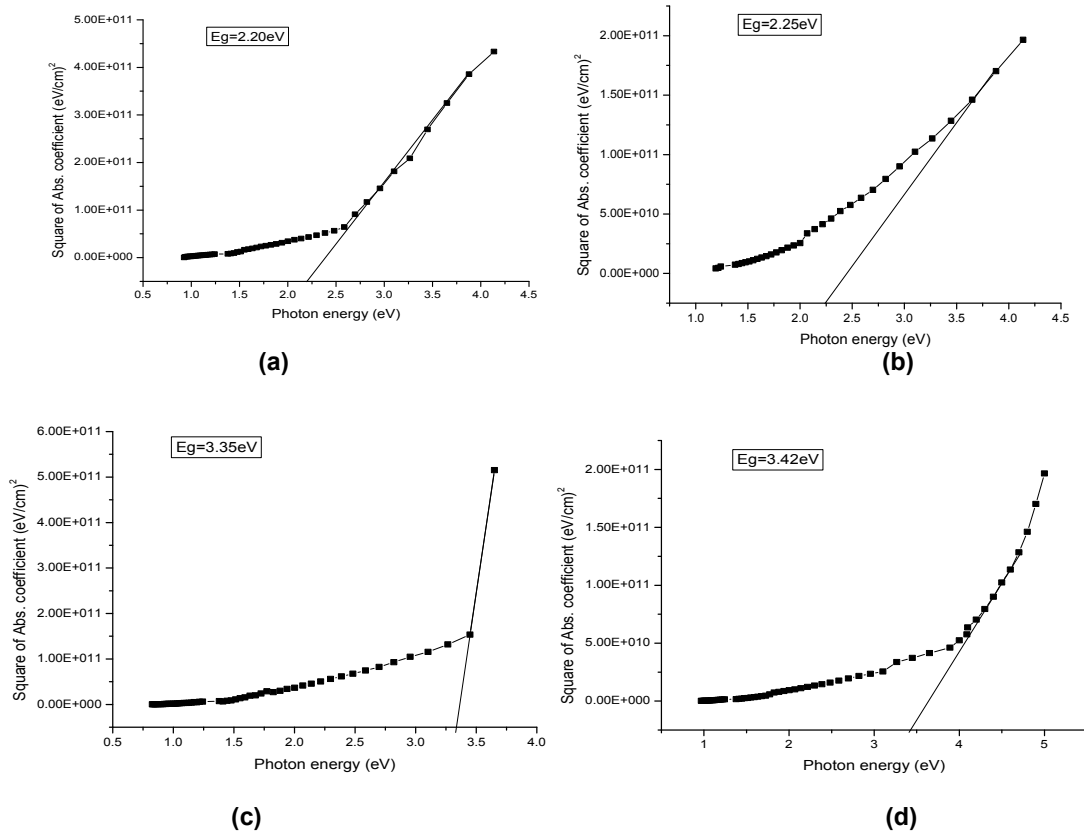 Eg=2.20eV
5.00E+011
4.00E+011
3.00E+011
2.00E+011
1.00E+011
0.00E+000
Square of Abs. coefficient (eV/cm)²
0.5 1.0 1.5 2.0 2.5 3.0 3.5 4.0 4.5
Photon energy (eV)
(a)
Eg=2.25eV
2.00E+011
1.50E+011
1.00E+011
5.00E+010
0.00E+000
Square of Abs. coefficient (eV/cm)²
1.0 1.5 2.0 2.5 3.0 3.5 4.0 4.5
Photon energy (eV)
(b)
Eg=3.35eV
6.00E+011
5.00E+011
4.00E+011
3.00E+011
2.00E+011
1.00E+011
0.00E+000
Square of Abs. coefficient (eV/cm)²
0.5 1.0 1.5 2.0 2.5 3.0 3.5 4.0
Photon energy (eV)
(c)
Eg=3.42eV
2.00E+011
1.50E+011
1.00E+011
5.00E+010
0.00E+000
Square of Abs. coefficient (eV/cm)²
1 2 3 4 5
Photon energy (eV)
(d)